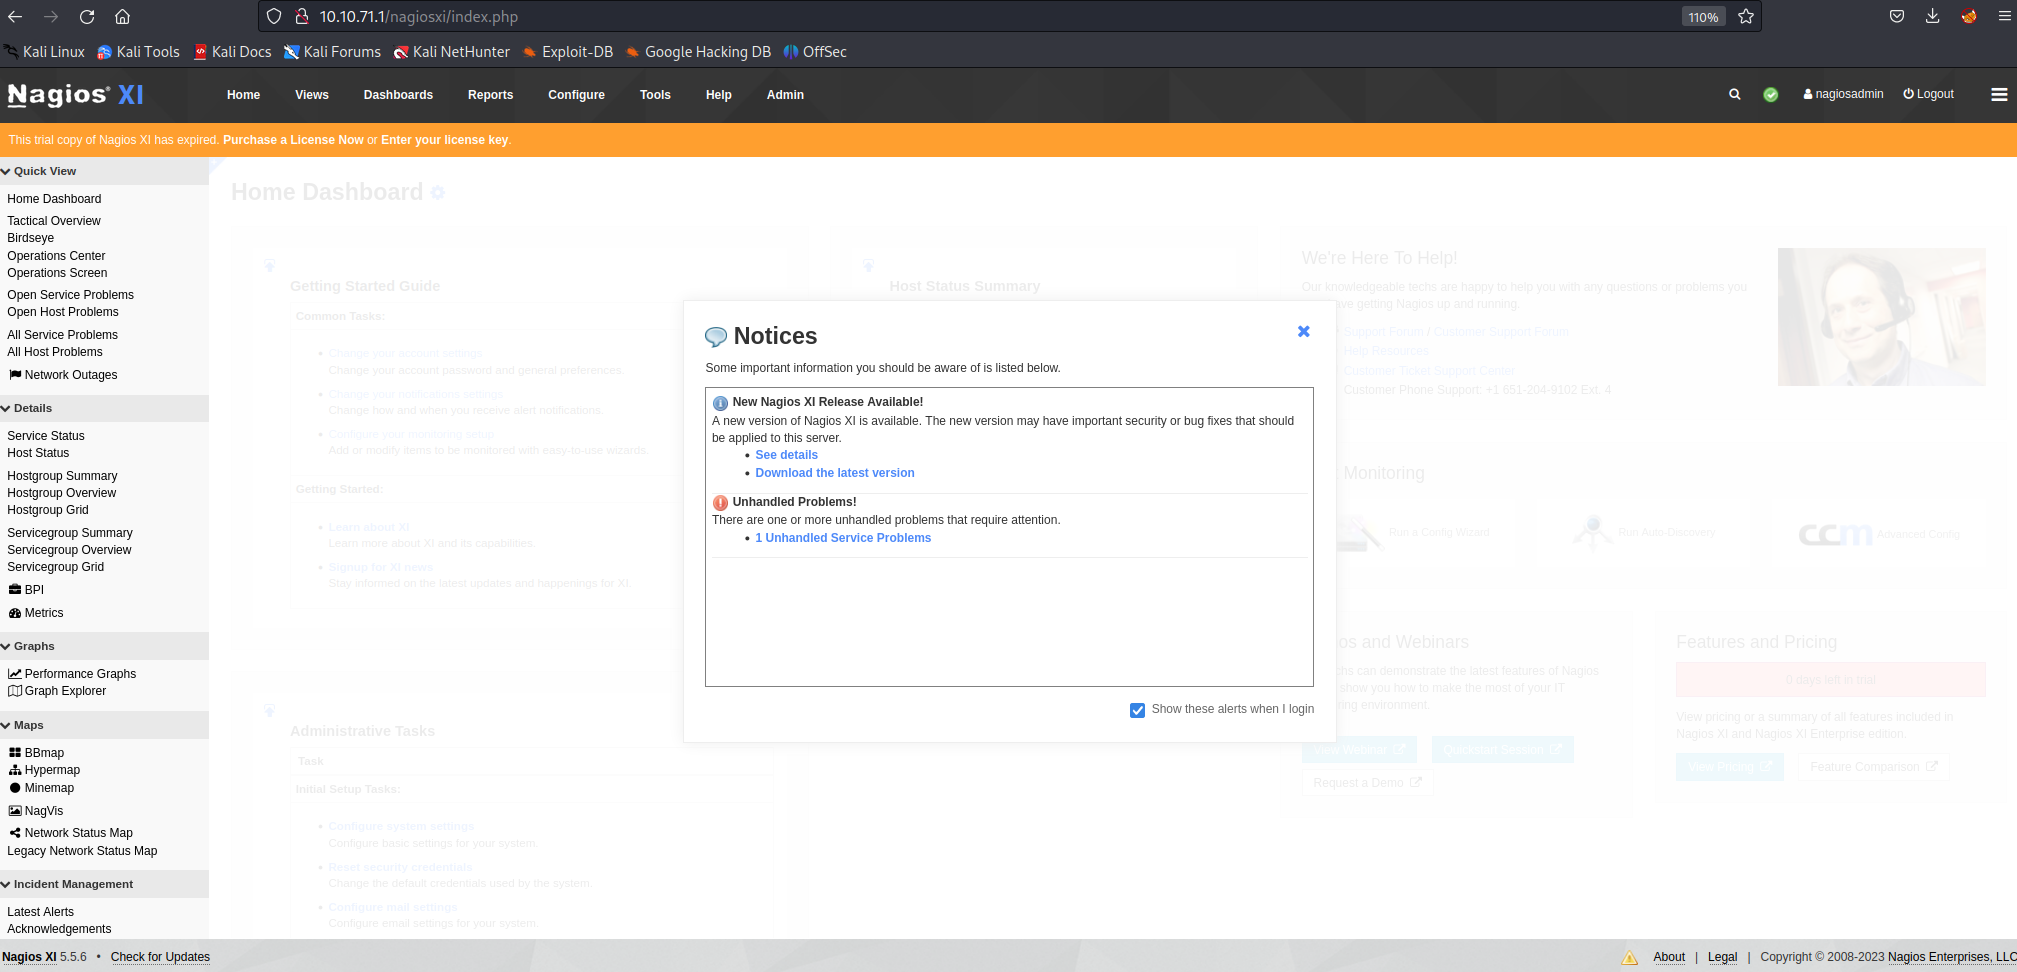 10.10.71.1/nagiosxi/index.php 110%
Kali Linux Kali Tools Kali Docs Kali Forums Kali NetHunter Exploit-DB Google Hacking DB OffSec
Nagios® XI Home Views Dashboards Reports Configure Tools Help Admin nagiosadmin Logout
This trial copy of Nagios XI has expired. Purchase a License Now or Enter your license key.
Quick View
Home Dashboard
Tactical Overview
Birdseye
Operations Center
Operations Screen
Open Service Problems
Open Host Problems
All Service Problems
All Host Problems
Network Outages
Details
Service Status
Host Status
Hostgroup Summary
Hostgroup Overview
Hostgroup Grid
Servicegroup Summary
Servicegroup Overview
Servicegroup Grid
BPI
Metrics
Graphs
Performance Graphs
Graph Explorer
Maps
BBmap
Hypermap
Minemap
NagVis
Network Status Map
Legacy Network Status Map
Incident Management
Latest Alerts
Acknowledgements
Home Dashboard
Getting Started Guide
Common Tasks:
Change your account settings
Change your account password and general preferences.
Change your notifications settings
Change how and when you receive alert notifications.
Configure your monitoring setup
Add or modify items to be monitored with easy-to-use wizards.
Getting Started:
Learn about XI
Learn more about XI and its capabilities.
Signup for XI news
Stay informed on the latest updates and happenings for XI.
Administrative Tasks
Task
Initial Setup Tasks:
Configure system settings
Configure basic settings for your system.
Reset security credentials
Change the default credentials used by the system.
Configure mail settings
Configure email settings for your system.
Host Status Summary
Notices
Some important information you should be aware of is listed below.
New Nagios XI Release Available!
A new version of Nagios XI is available. The new version may have important security or bug fixes that should
be applied to this server.
See details
Download the latest version
Unhandled Problems!
There are one or more unhandled problems that require attention.
1 Unhandled Service Problems
Show these alerts when I login
We're Here To Help!
Our knowledgeable techs are happy to help you with any questions or problems you
getting Nagios up and running.
Support Forum / Customer Support Forum
Help Resources
Customer Ticket Support Center
Customer Phone Support: +1 651-204-9102 Ext. 4
Monitoring
Run a Config Wizard
Run Auto-Discovery
ccm Advanced Config
and Webinars
can demonstrate the latest features of Nagios
show you how to make the most of your IT
environment.
View Webinar
Quickstart Session
Request a Demo
Features and Pricing
0 days left in trial
View pricing or a summary of all features included in
Nagios XI and Nagios XI Enterprise edition.
View Pricing
Feature Comparison
Nagios XI 5.5.6 • Check for Updates About | Legal | Copyright © 2008-2023 Nagios Enterprises, LLC